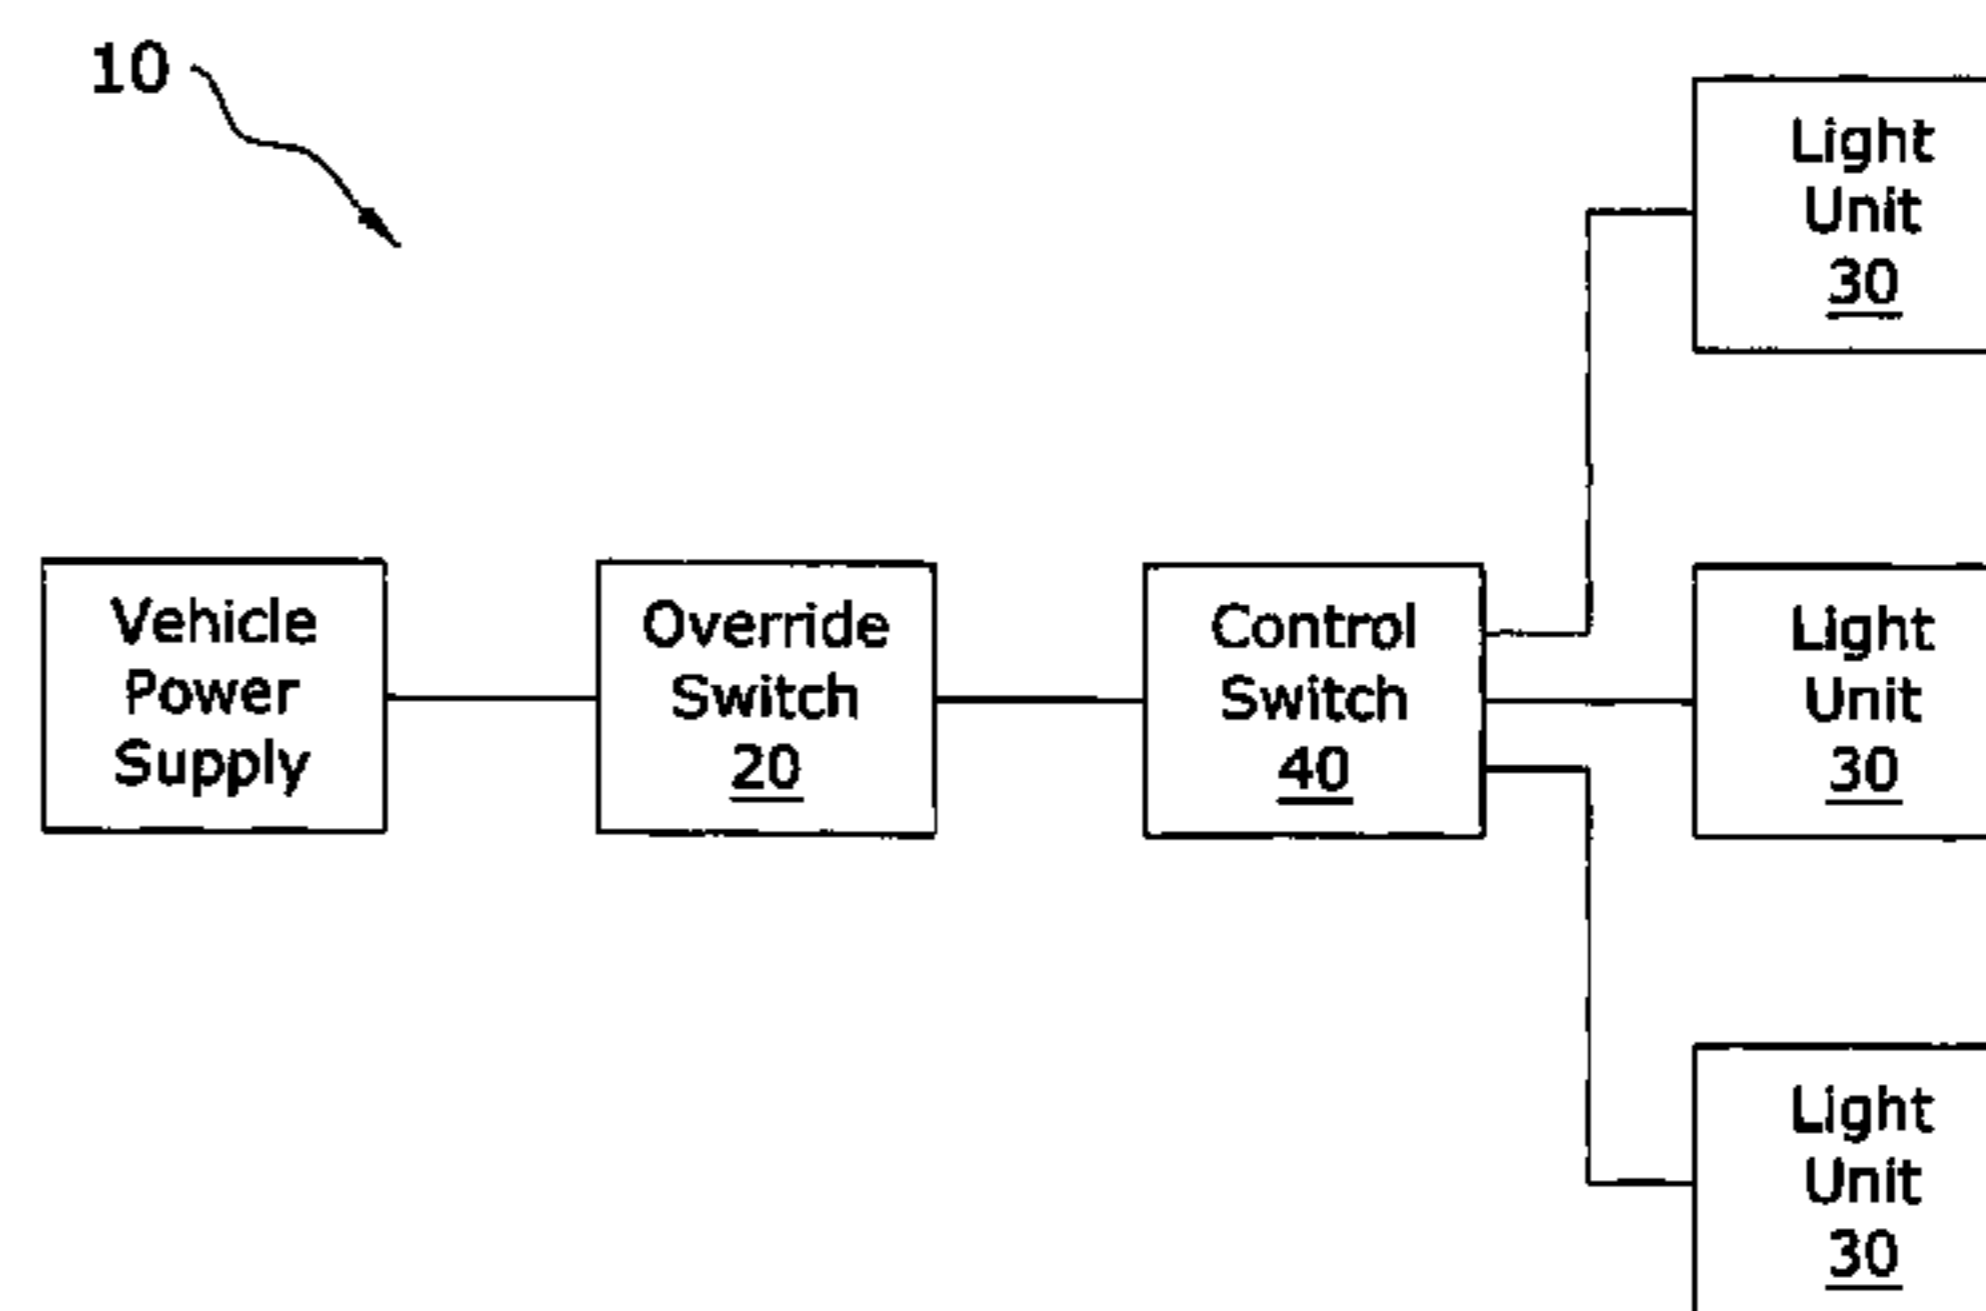 10
Light
Unit
30
Vehicle
Power
Supply
Override
Switch
20
Control
Switch
40
Light
Unit
30
Light
Unit
30